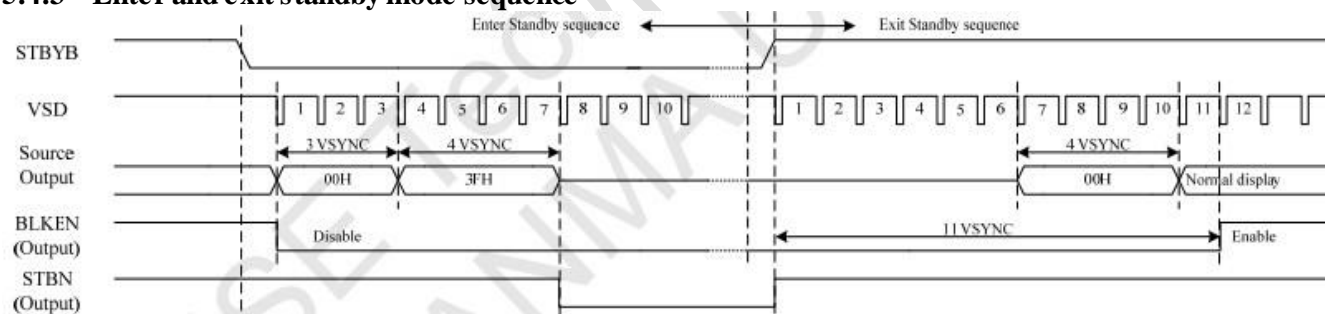 Enter and exit standby mode sequence
Enter Standby sequence
Exit Standby sequence
STBYB
VSD
1 2 3 4 5 6 7 8 9 10
1 2 3 4 5 6 7 8 9 10 11 12
3 VSYNC
4 VSYNC
4 VSYNC
Source
Output
00H
3FH
00H
Normal display
BLKEN
(Output)
Disable
11 VSYNC
Enable
STBN
(Output)